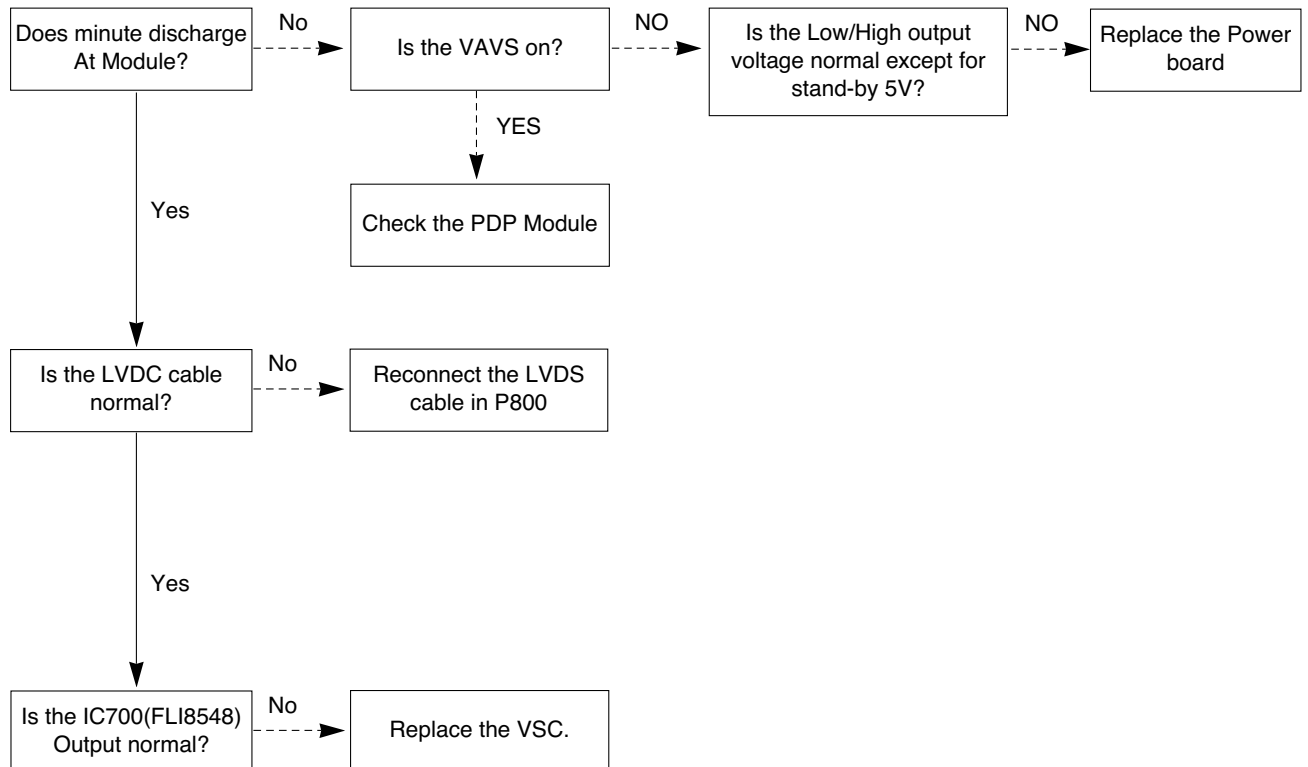 Does minute discharge
At Module?
No
Is the VAVS on?
NO
Is the Low/High output
voltage normal except for
stand-by 5V?
NO
Replace the Power
board
YES
Check the PDP Module
Yes
Is the LVDC cable
normal?
No
Reconnect the LVDS
cable in P800
Yes
Is the IC700(FLI8548)
Output normal?
No
Replace the VSC.